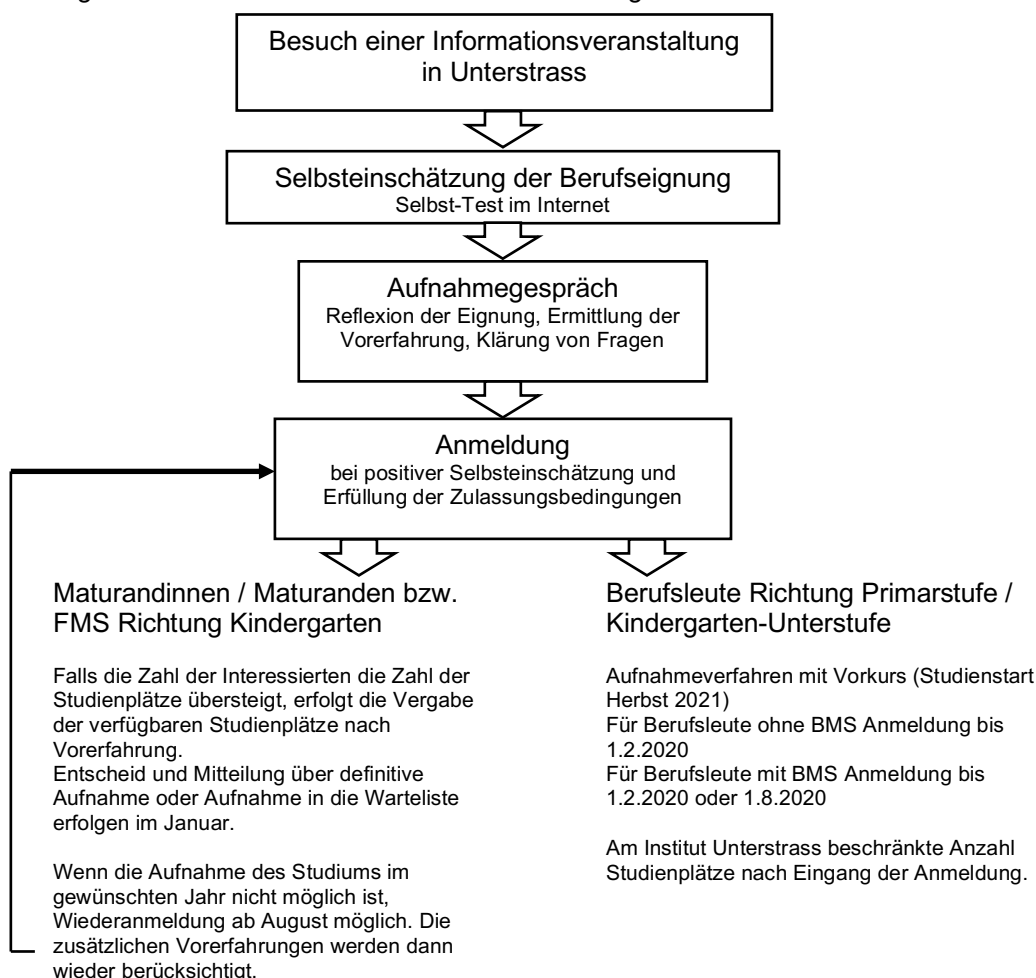 Besuch einer Informationsveranstaltung
in Unterstrass
Selbsteinschätzung der Berufseignung
Selbst-Test im Internet
Aufnahmegespräch
Reflexion der Eignung, Ermittlung der
Vorerfahrung, Klärung von Fragen
Anmeldung
bei positiver Selbsteinschätzung und
Erfüllung der Zulassungsbedingungen
Maturandinnen / Maturanden bzw.
FMS Richtung Kindergarten
Falls die Zahl der Interessierten die Zahl der
Studienplätze übersteigt, erfolgt die Vergabe
der verfügbaren Studienplätze nach
Vorerfahrung.
Entscheid und Mitteilung über definitive
Aufnahme oder Aufnahme in die Warteliste
erfolgen im Januar.
Wenn die Aufnahme des Studiums im
gewünschten Jahr nicht möglich ist,
Wiederanmeldung ab August möglich. Die
zusätzlichen Vorerfahrungen werden dann
wieder berücksichtigt.
Berufsleute Richtung Primarstufe /
Kindergarten-Unterstufe
Aufnahmeverfahren mit Vorkurs (Studienstart
Herbst 2021)
Für Berufsleute ohne BMS Anmeldung bis
1.2.2020
Für Berufsleute mit BMS Anmeldung bis
1.2.2020 oder 1.8.2020
Am Institut Unterstrass beschränkte Anzahl
Studienplätze nach Eingang der Anmeldung.